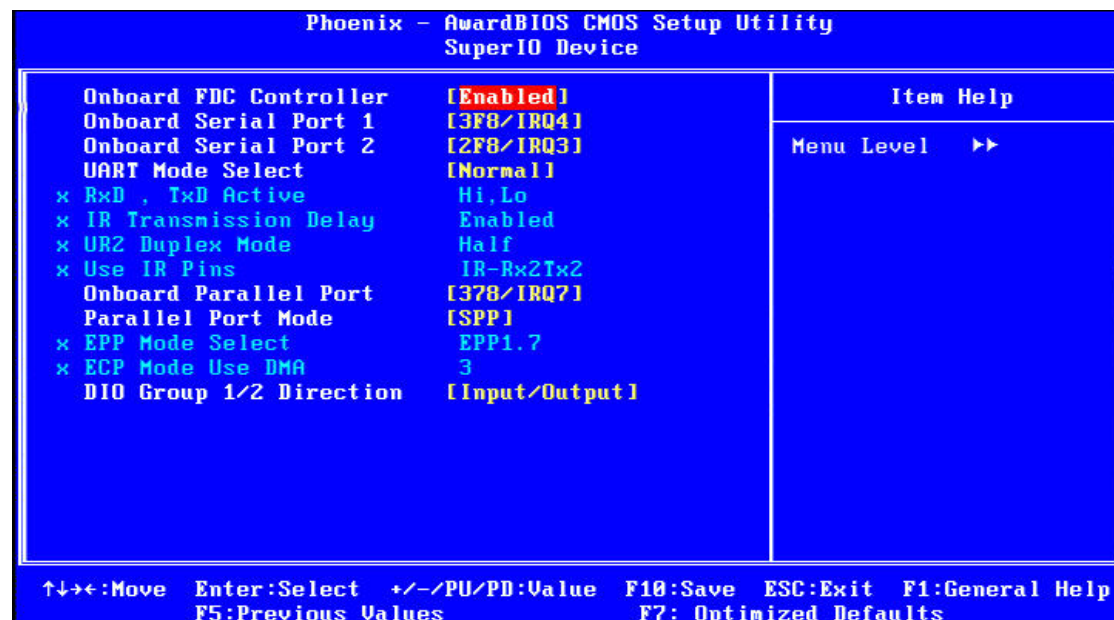 Phoenix - AwardBIOS CMOS Setup Utility
SuperIO Device
Onboard FDC Controller [Enabled]
Onboard Serial Port 1 [3F8/IRQ4]
Onboard Serial Port 2 [2F8/IRQ3]
UART Mode Select [Normal]
x RxD , TxD Active Hi,Lo
x IR Transmission Delay Enabled
x UR2 Duplex Mode Half
x Use IR Pins IR-Rx2Tx2
Onboard Parallel Port [378/IRQ7]
Parallel Port Mode [SPP]
x EPP Mode Select EPP1.7
x ECP Mode Use DMA 3
DIO Group 1/2 Direction [Input/Output]
Item Help
Menu Level ▶▶
↑↓→←:Move Enter:Select +/-/PU/PD:Value F10:Save ESC:Exit F1:General Help
F5:Previous Values F7: Optimized Defaults